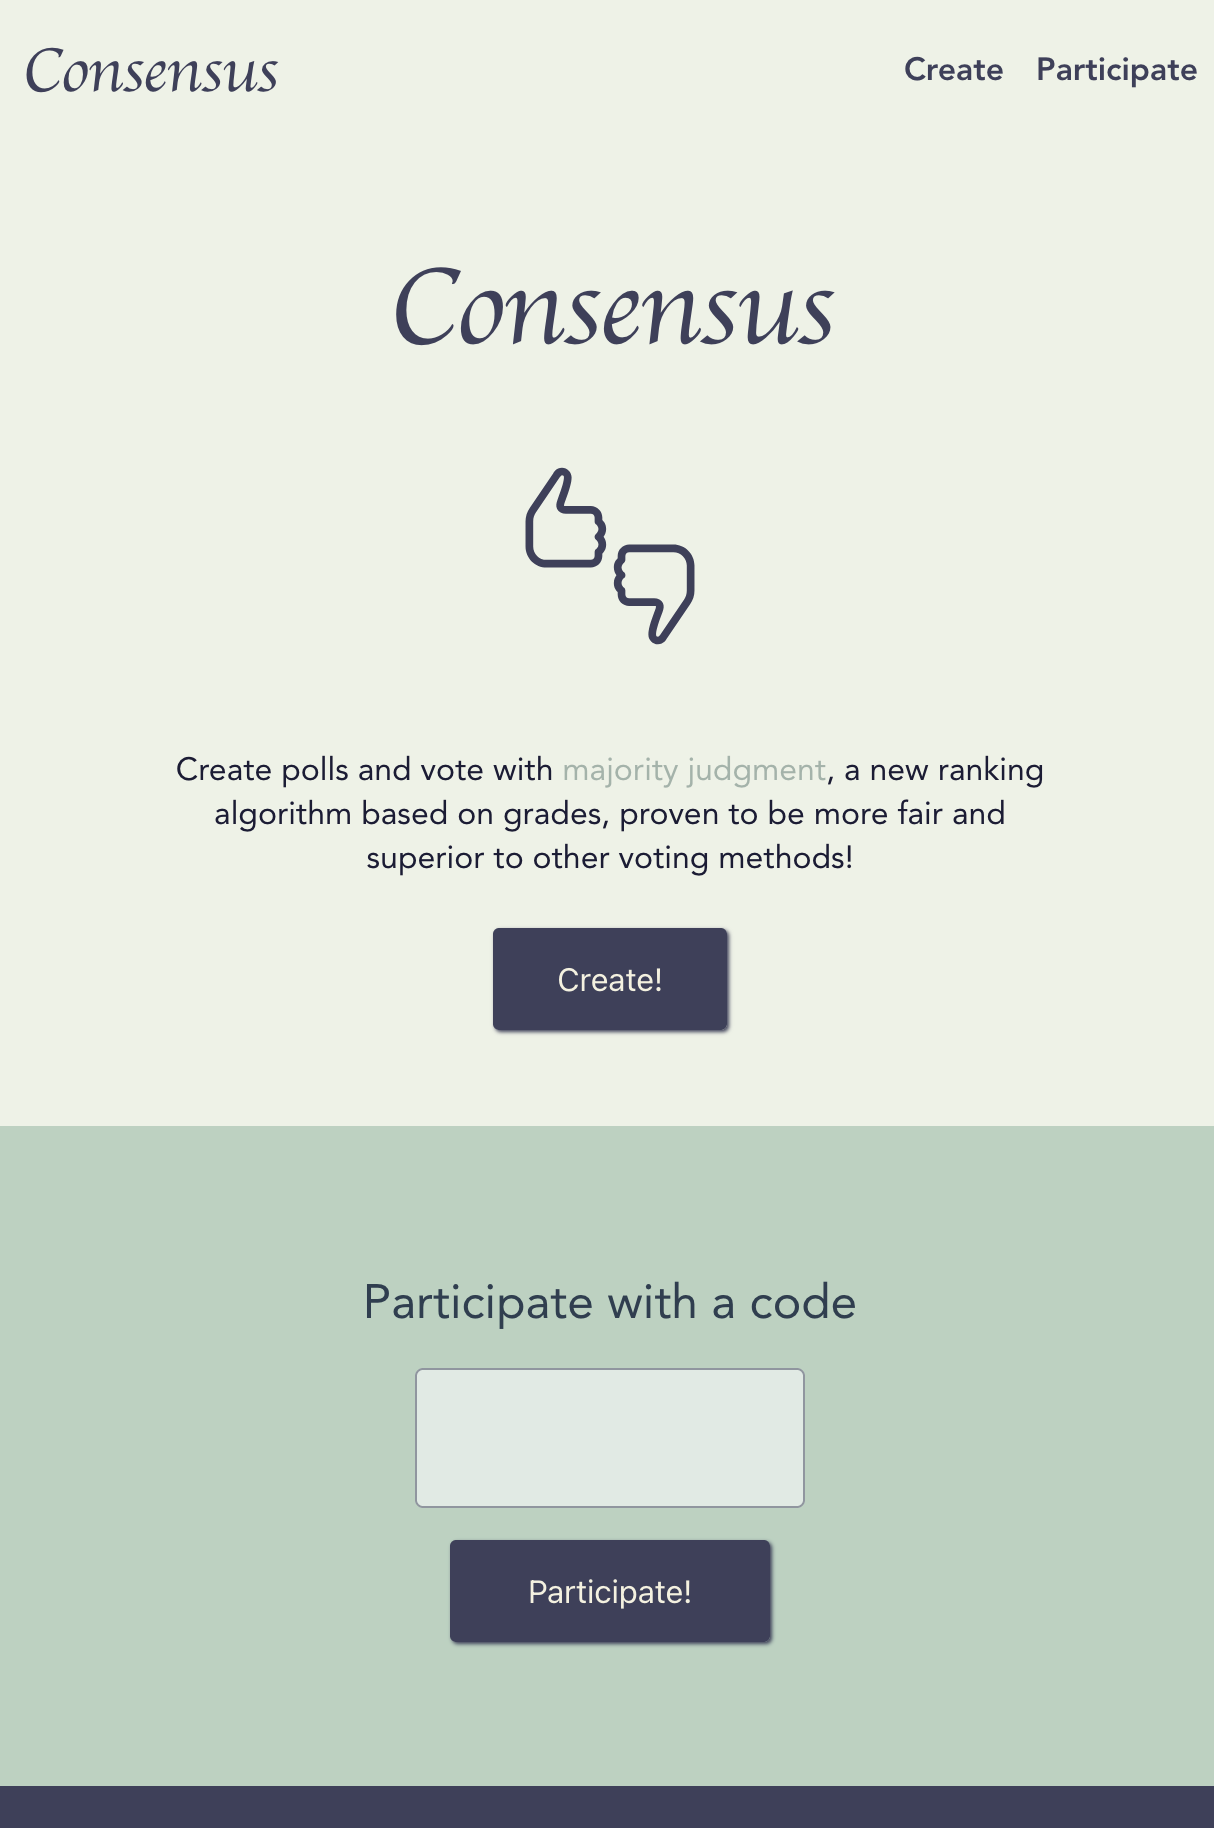 Consensus
Create Participate
Consensus
Create polls and vote with majority judgment, a new ranking
algorithm based on grades, proven to be more fair and
superior to other voting methods!
Create!
Participate with a code
Participate!